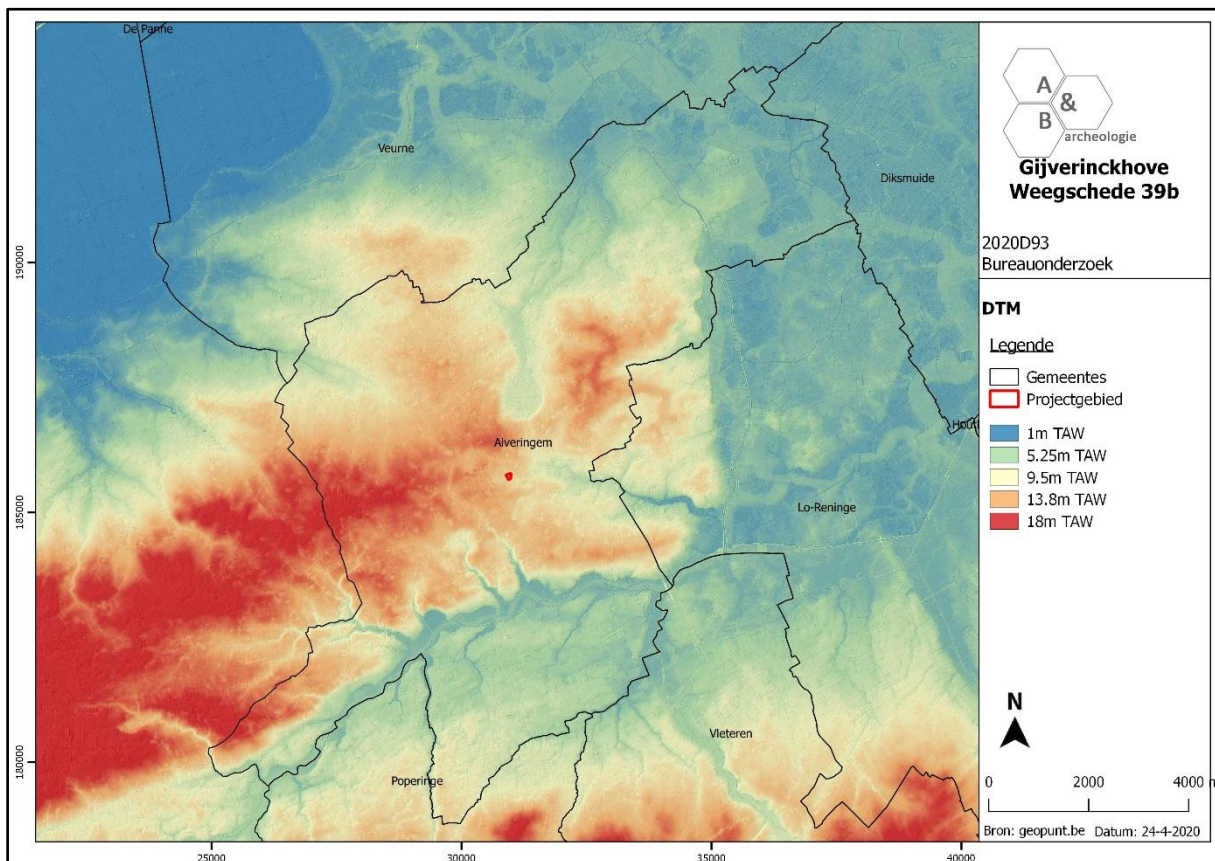 De Panne
Veurne
Diksmuide
Alveringem
Lo-Reninge
Vleteren
Poperinge
190000
185000
180000
25000
30000
35000
40000
A
&
B
archeologie
Gijverinckhove
Weegschede 39b
2020D93
Bureauonderzoek
DTM
Legende
Gemeentes
Projectgebied
1m TAW
5.25m TAW
9.5m TAW
13.8m TAW
18m TAW
N
0 2000 4000 m
Bron: geopunt.be Datum: 24-4-2020